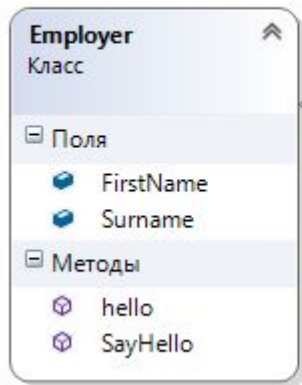 Employer
Класс
Поля
FirstName
Surname
Методы
hello
SayHello